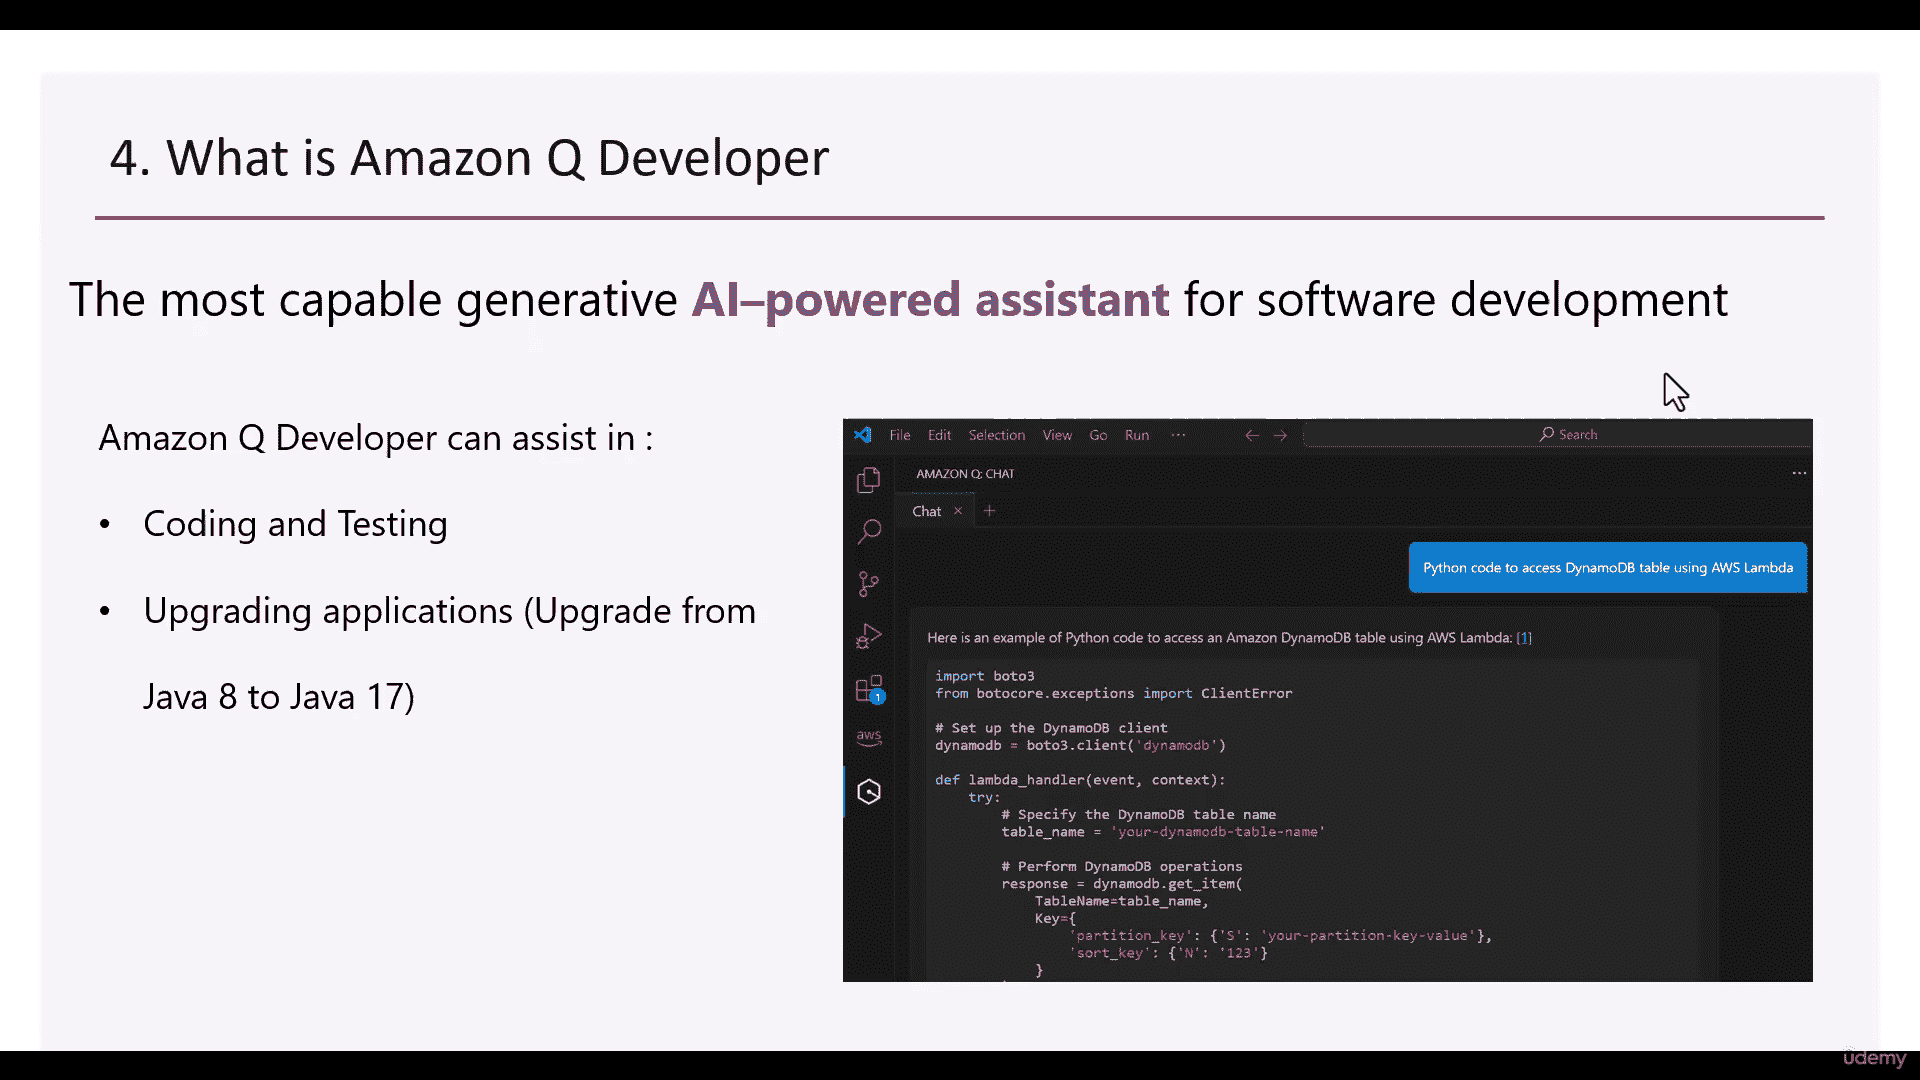 4. What is Amazon Q Developer
The most capable generative AI–powered assistant for software development
Amazon Q Developer can assist in :
• Coding and Testing
• Upgrading applications (Upgrade from
Java 8 to Java 17)
File Edit Selection View Go Run ··· ← → Search
AMAZON Q: CHAT ···
Chat × +
Python code to access DynamoDB table using AWS Lambda
Here is an example of Python code to access an Amazon DynamoDB table using AWS Lambda: [1]
import boto3
from botocore.exceptions import ClientError
# Set up the DynamoDB client
dynamodb = boto3.client('dynamodb')
def lambda_handler(event, context):
try:
# Specify the DynamoDB table name
table_name = 'your-dynamodb-table-name'
# Perform DynamoDB operations
response = dynamodb.get_item(
TableName=table_name,
Key={
'partition_key': {'S': 'your-partition-key-value'},
'sort_key': {'N': '123'}
}
1
aws
udemy